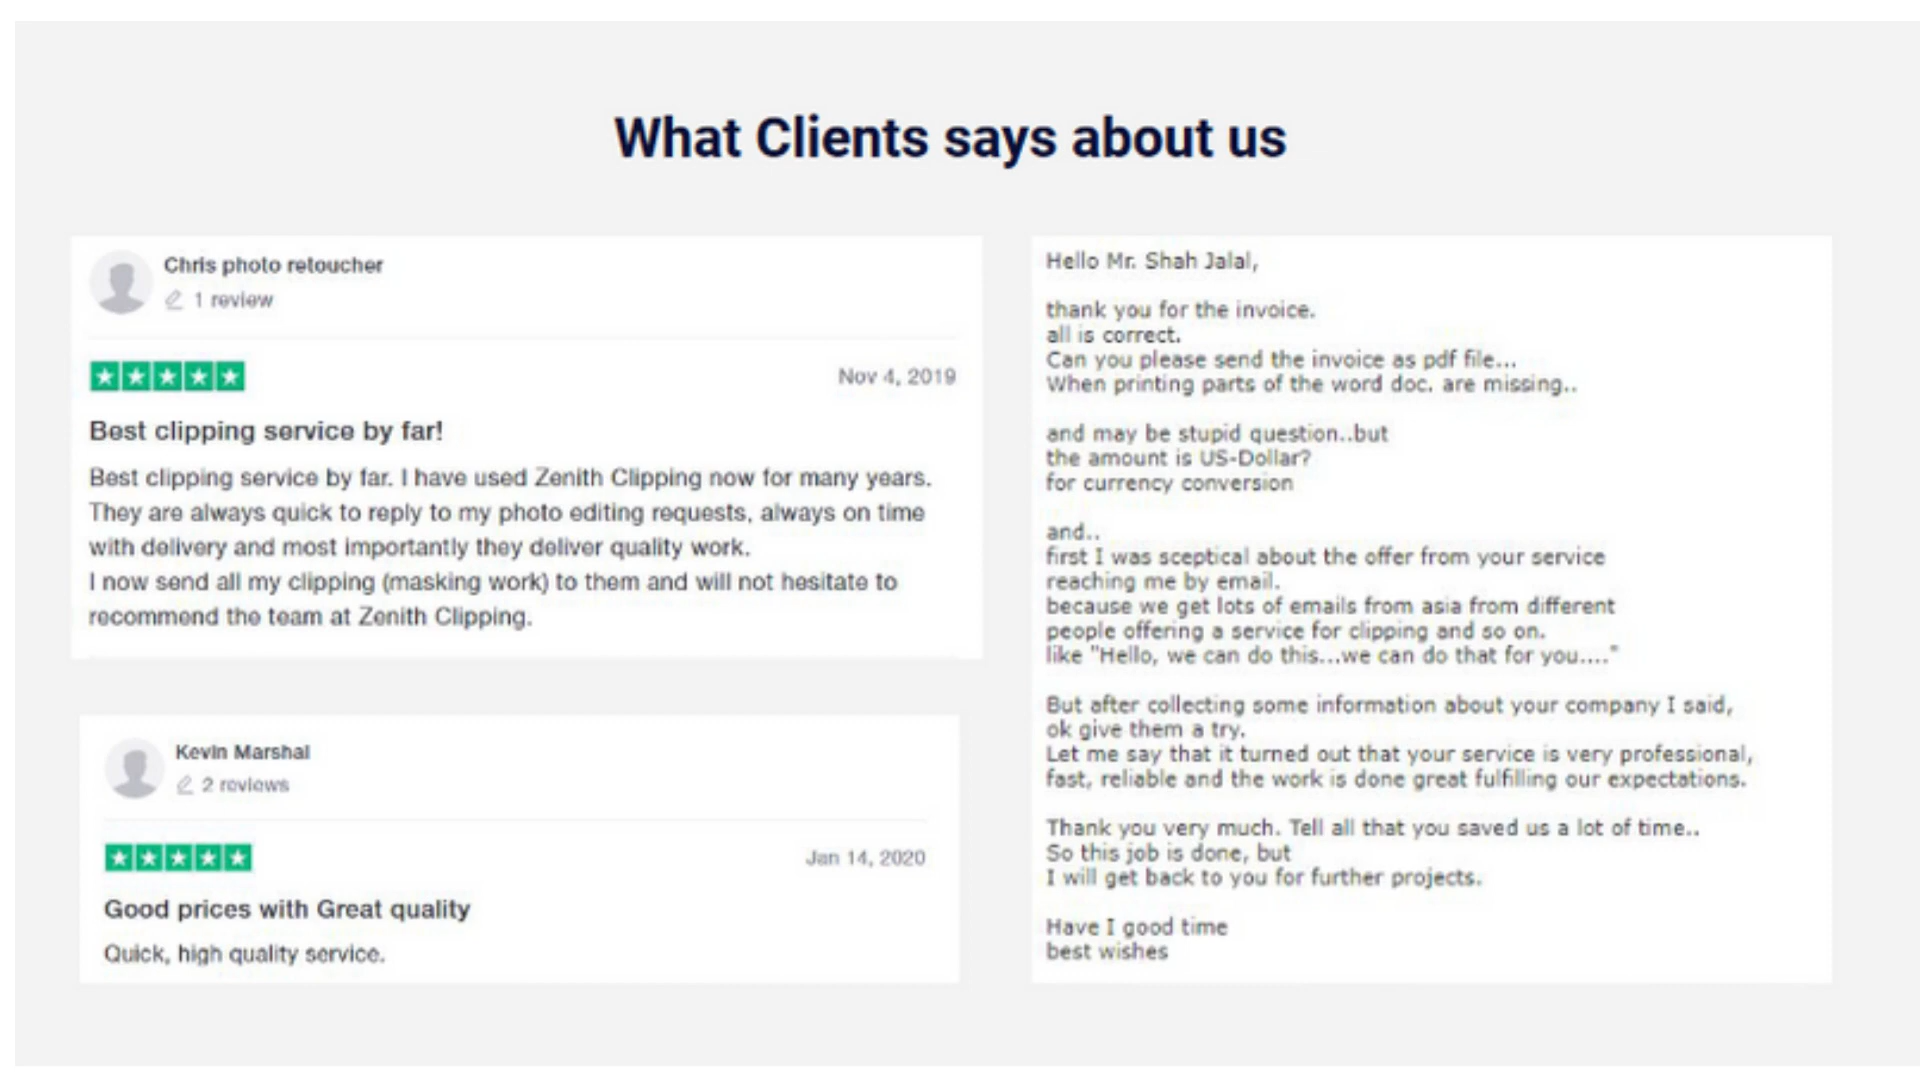 What Clients says about us
Chris photo retoucher
1 review
Nov 4, 2019
Best clipping service by far!
Best clipping service by far. I have used Zenith Clipping now for many years.
They are always quick to reply to my photo editing requests, always on time
with delivery and most importantly they deliver quality work.
I now send all my clipping (masking work) to them and will not hesitate to
recommend the team at Zenith Clipping.
Kevin Marshal
2 reviews
Jan 14, 2020
Good prices with Great quality
Quick, high quality service.
Hello Mr. Shah Jalal,
thank you for the invoice.
all is correct.
Can you please send the invoice as pdf file...
When printing parts of the word doc. are missing..
and may be stupid question..but
the amount is US-Dollar?
for currency conversion
and..
first I was sceptical about the offer from your service
reaching me by email.
because we get lots of emails from asia from different
people offering a service for clipping and so on.
like "Hello, we can do this...we can do that for you...."
But after collecting some information about your company I said,
ok give them a try.
Let me say that it turned out that your service is very professional,
fast, reliable and the work is done great fulfilling our expectations.
Thank you very much. Tell all that you saved us a lot of time..
So this job is done, but
I will get back to you for further projects.
Have I good time
best wishes